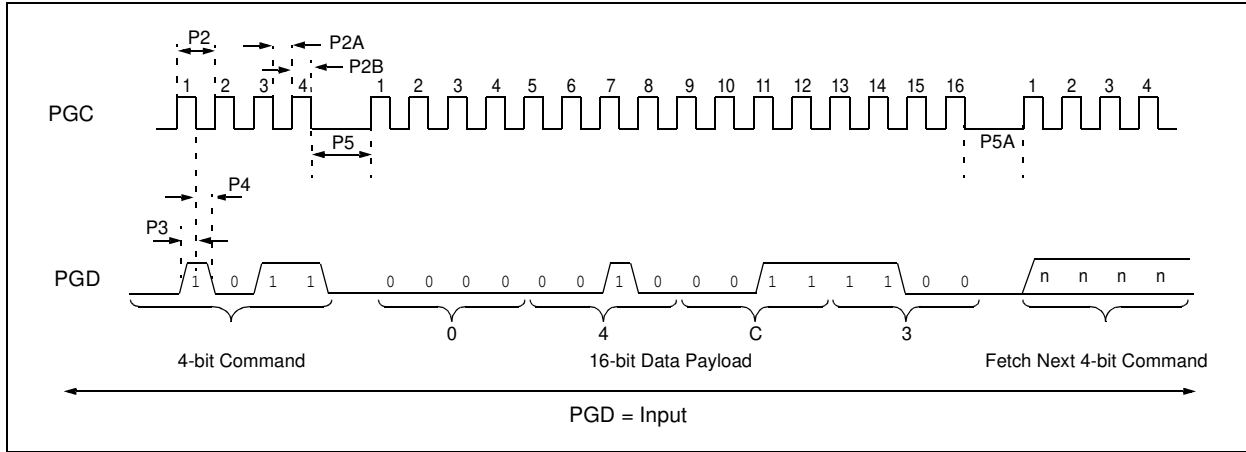 P2
P2A
P2B
1 2 3 4
1 2 3 4 5 6 7 8 9 10 11 12 13 14 15 16
1 2 3 4
PGC
P5
P5A
P4
P3
PGD
1 0 1 1
0 0 0 0 0 0 1 0 0 0 1 1 1 1 0 0
n n n n
0 4 C 3
4-bit Command
16-bit Data Payload
Fetch Next 4-bit Command
PGD = Input